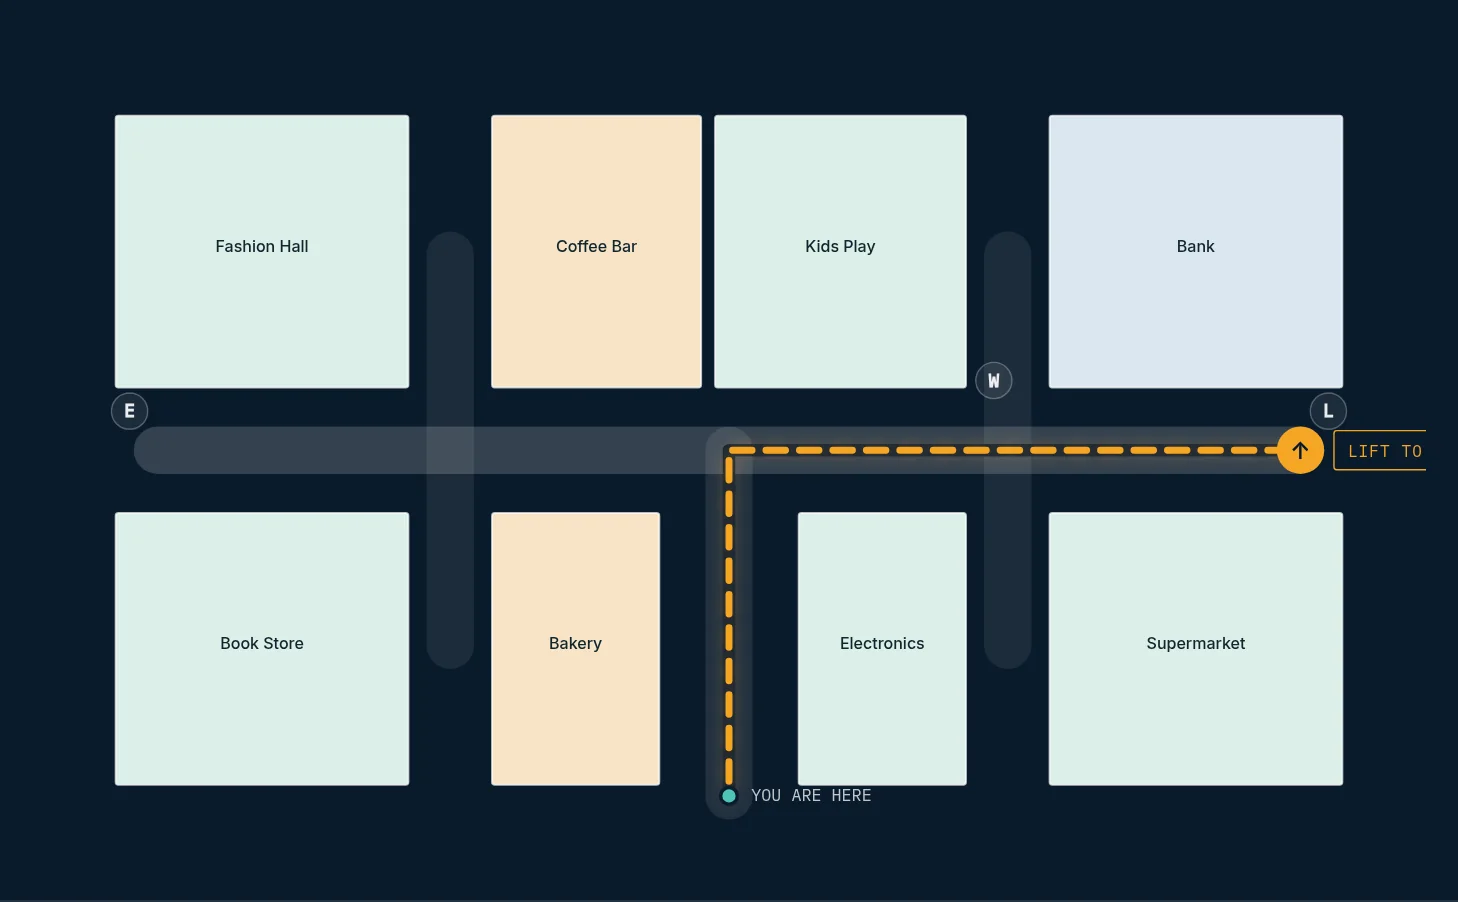 Fashion Hall
Coffee Bar
Kids Play
Bank
W
E
L
LIFT TO
Book Store
Bakery
Electronics
Supermarket
YOU ARE HERE